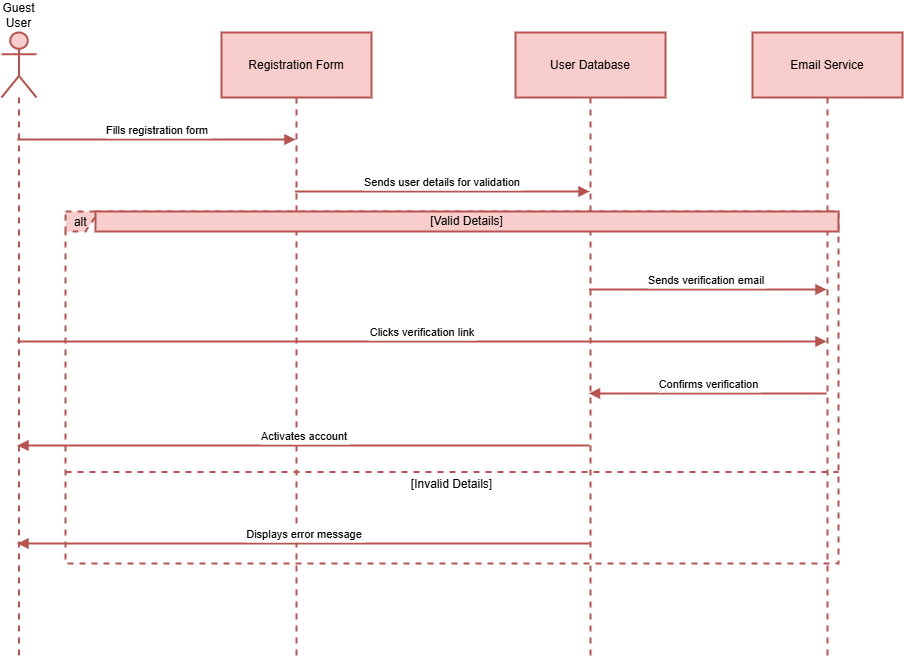 Guest
User
Registration Form
User Database
Email Service
Fills registration form
Sends user details for validation
alt
[Valid Details]
Sends verification email
Clicks verification link
Confirms verification
Activates account
[Invalid Details]
Displays error message